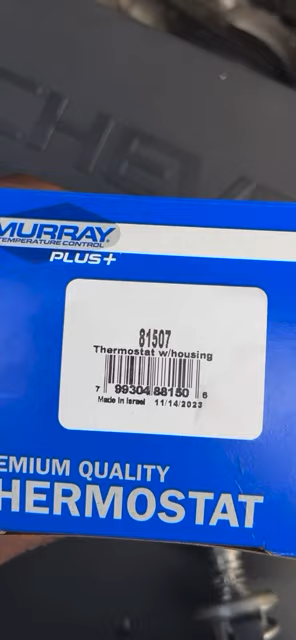 CHEV
MURRAY
TEMPERATURE CONTROL
PLUS+
81507
Thermostat w/housing
7 99304 88150 6
Made in Israel 11/14/2023
EMIUM QUALITY
HERMOSTAT